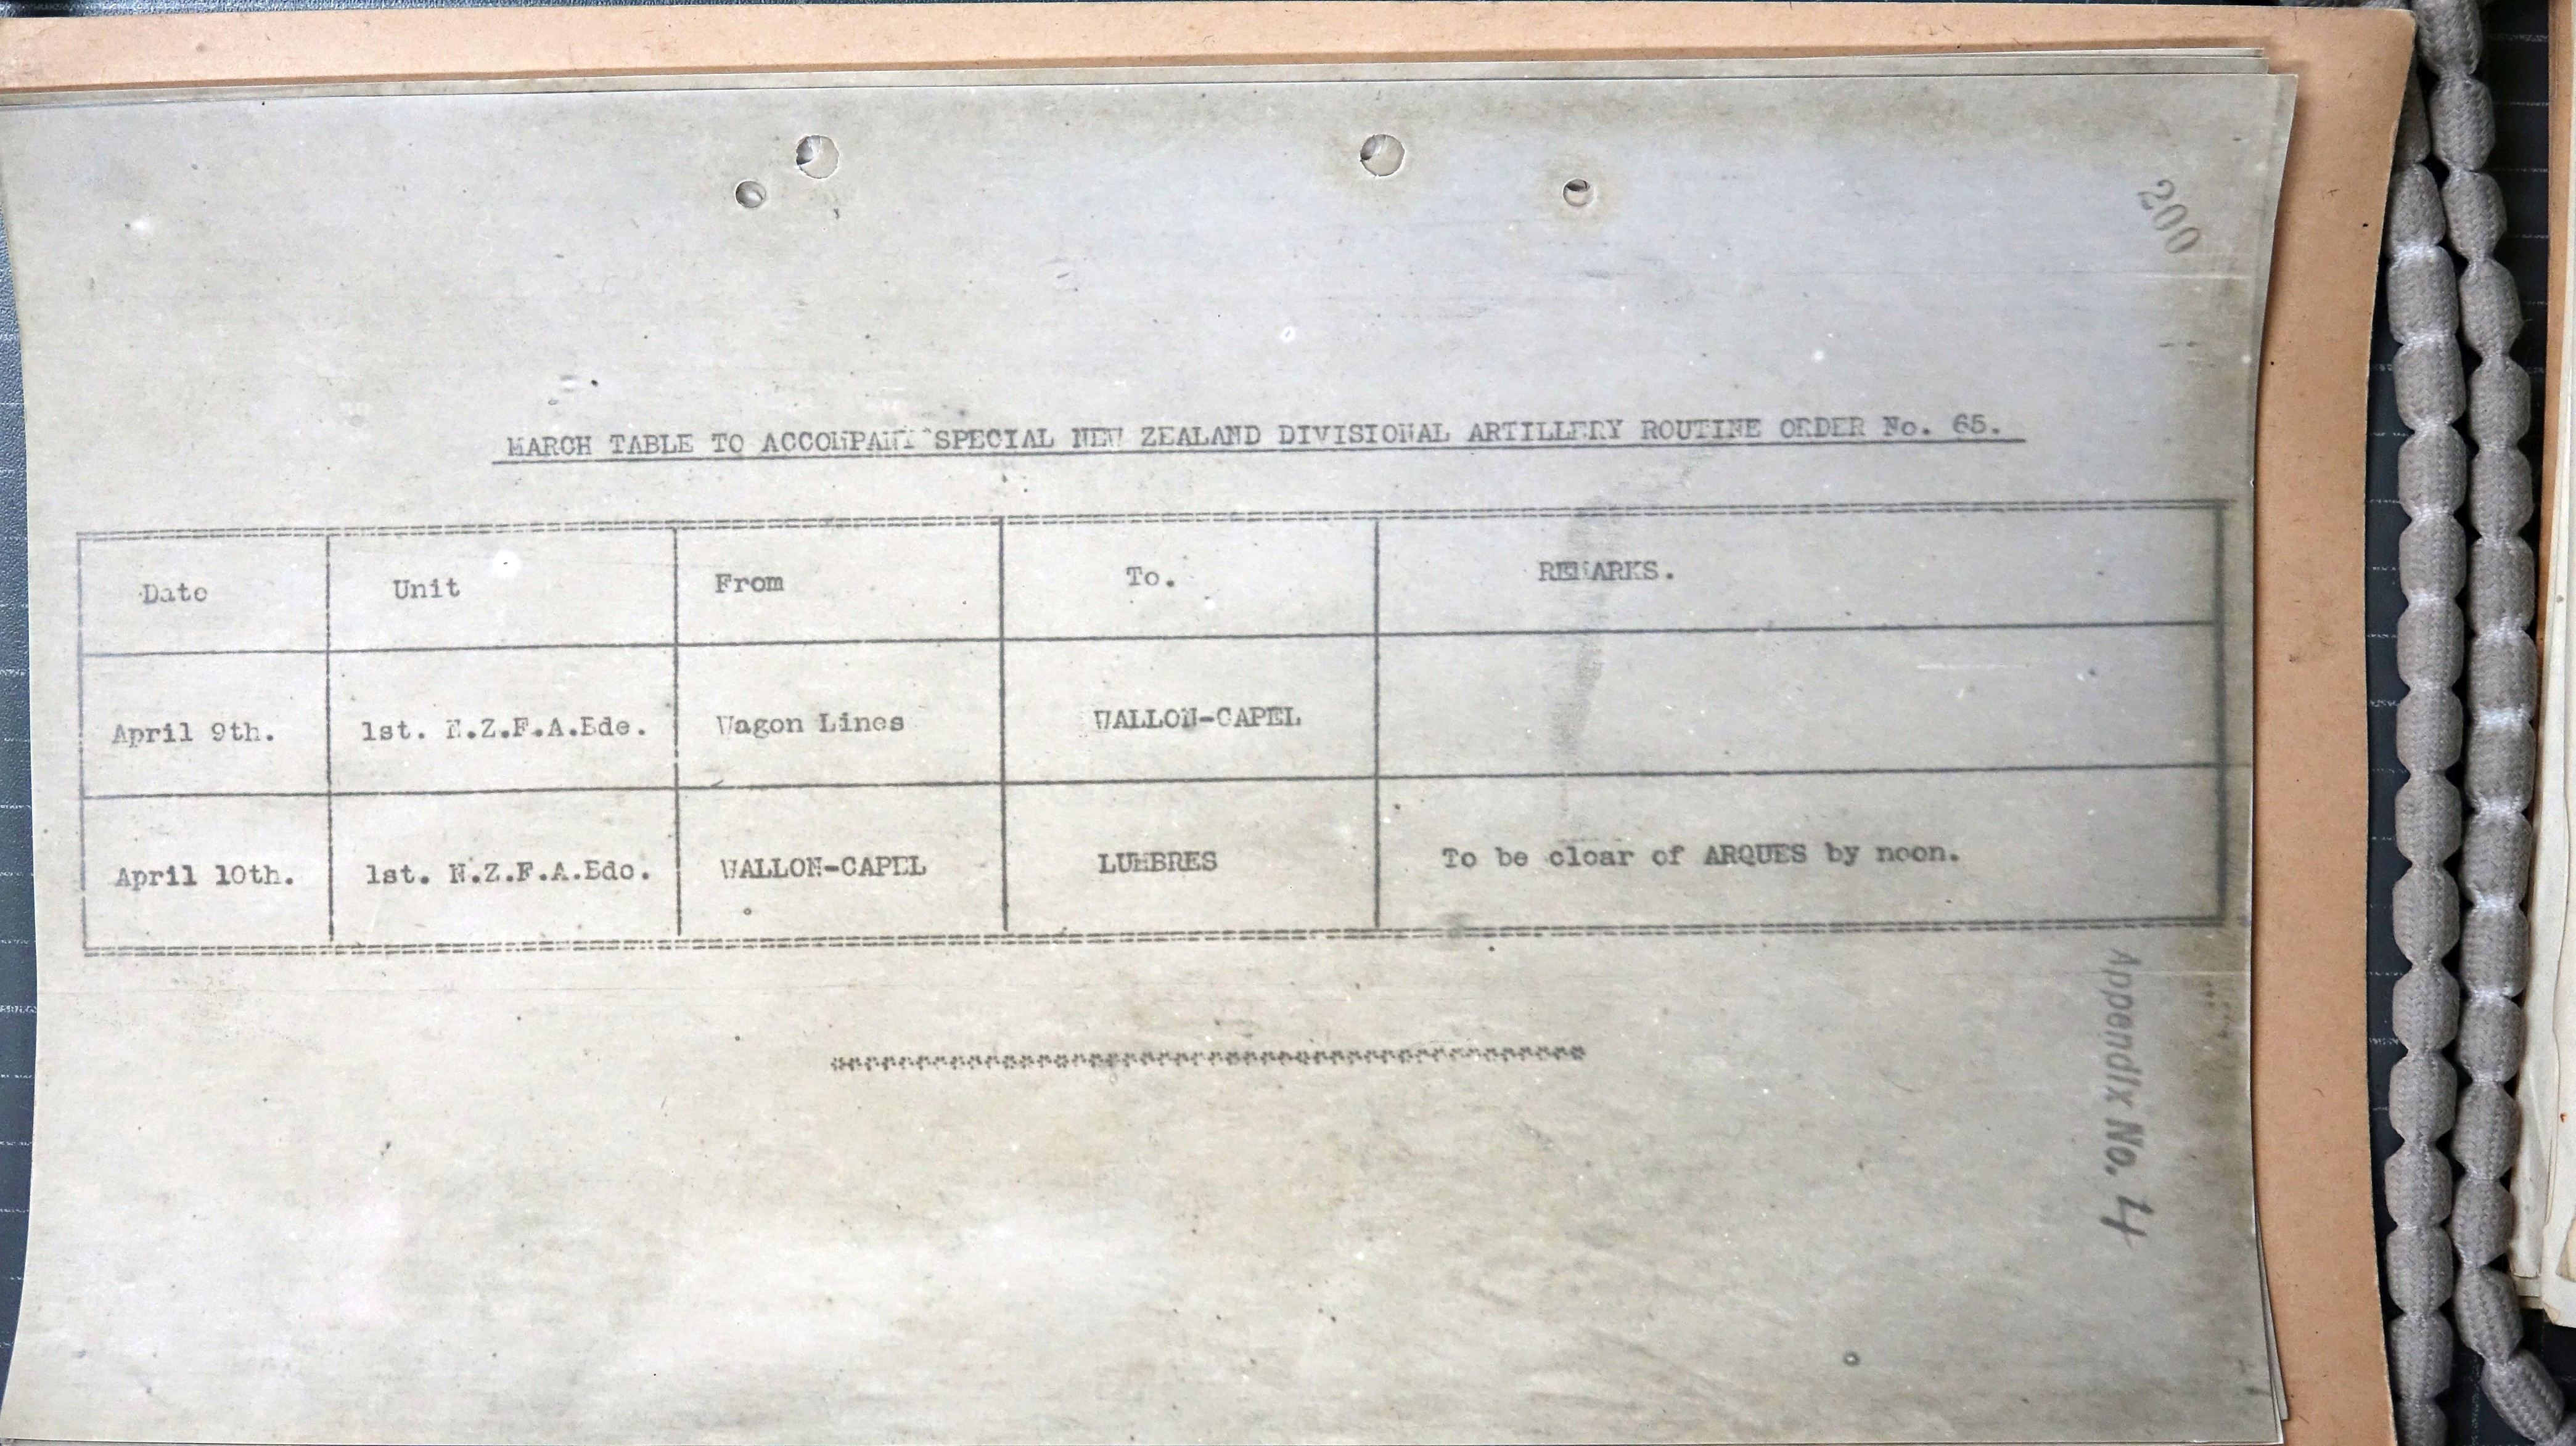 200
MARCH TABLE TO ACCOMPANY SPECIAL NEW ZEALAND DIVISIONAL ARTILLERY ROUTINE ORDER No. 65.
Date Unit From To. REMARKS.
April 9th. 1st. N.Z.F.A.Bde. Wagon Lines WALLON-CAPEL
April 10th. 1st. N.Z.F.A.Bde. WALLON-CAPEL LUMBRES To be clear of ARQUES by noon.
Appendix No. 4